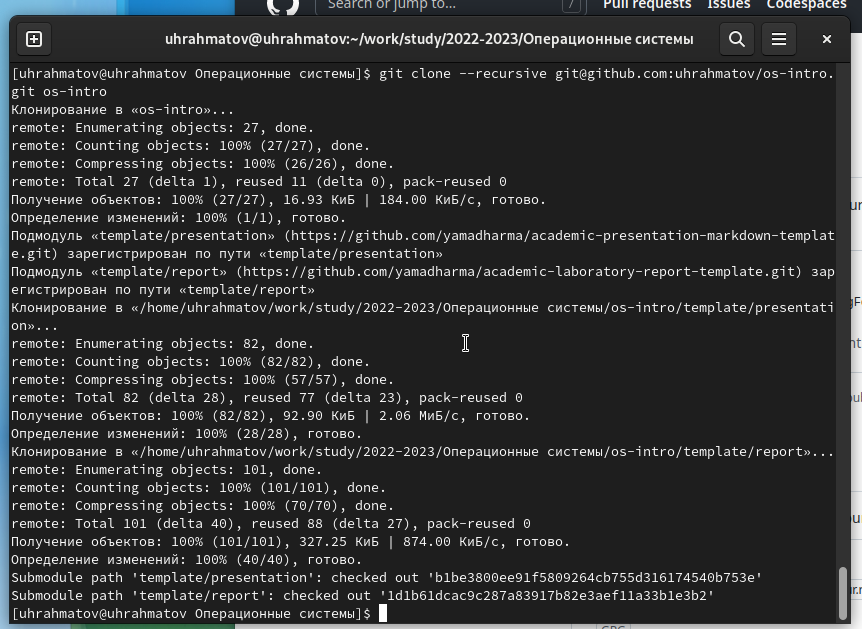 Search or jump to...
/
Pull requests
Issues
Codespaces
uhrahmatov@uhrahmatov:~/work/study/2022-2023/Операционные системы
[uhrahmatov@uhrahmatov Операционные системы]$ git clone --recursive git@github.com:uhrahmatov/os-intro.
git os-intro
Клонирование в «os-intro»...
remote: Enumerating objects: 27, done.
remote: Counting objects: 100% (27/27), done.
remote: Compressing objects: 100% (26/26), done.
remote: Total 27 (delta 1), reused 11 (delta 0), pack-reused 0
Получение объектов: 100% (27/27), 16.93 КиБ | 184.00 КиБ/с, готово.
Определение изменений: 100% (1/1), готово.
Подмодуль «template/presentation» (https://github.com/yamadharma/academic-presentation-markdown-templat
e.git) зарегистрирован по пути «template/presentation»
Подмодуль «template/report» (https://github.com/yamadharma/academic-laboratory-report-template.git) зар
егистрирован по пути «template/report»
Клонирование в «/home/uhrahmatov/work/study/2022-2023/Операционные системы/os-intro/template/presentati
on»...
remote: Enumerating objects: 82, done.
remote: Counting objects: 100% (82/82), done.
remote: Compressing objects: 100% (57/57), done.
remote: Total 82 (delta 28), reused 77 (delta 23), pack-reused 0
Получение объектов: 100% (82/82), 92.90 КиБ | 2.06 МиБ/с, готово.
Определение изменений: 100% (28/28), готово.
Клонирование в «/home/uhrahmatov/work/study/2022-2023/Операционные системы/os-intro/template/report»...
remote: Enumerating objects: 101, done.
remote: Counting objects: 100% (101/101), done.
remote: Compressing objects: 100% (70/70), done.
remote: Total 101 (delta 40), reused 88 (delta 27), pack-reused 0
Получение объектов: 100% (101/101), 327.25 КиБ | 874.00 КиБ/с, готово.
Определение изменений: 100% (40/40), готово.
Submodule path 'template/presentation': checked out 'b1be3800ee91f5809264cb755d316174540b753e'
Submodule path 'template/report': checked out '1d1b61dcac9c287a83917b82e3aef11a33b1e3b2'
[uhrahmatov@uhrahmatov Операционные системы]$